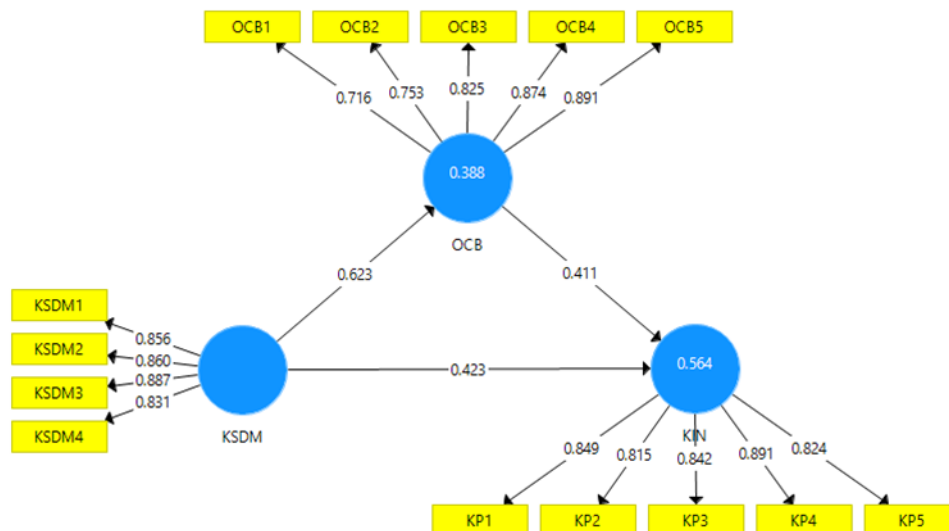 OCB1 OCB2 OCB3 OCB4 OCB5
0.716 0.753 0.825 0.874 0.891
0.388
OCB
0.623 0.411
KSDM1
KSDM2
KSDM3
KSDM4
0.856
0.860
0.887
0.831
KSDM
0.423
0.564
KIN
0.849 0.815 0.842 0.891 0.824
KP1 KP2 KP3 KP4 KP5